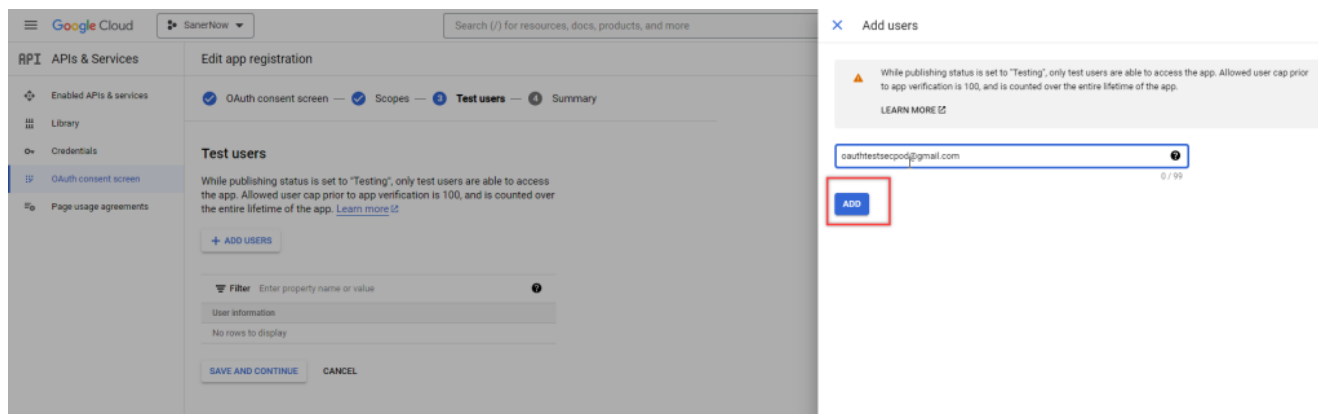 Google Cloud
SanerNow
Search (/) for resources, docs, products, and more
API APIs & Services
Edit app registration
Enabled APIs & services
Library
Credentials
OAuth consent screen
Page usage agreements
OAuth consent screen — Scopes — 3 Test users — 4 Summary
Test users
While publishing status is set to "Testing", only test users are able to access
the app. Allowed user cap prior to app verification is 100, and is counted over
the entire lifetime of the app. Learn more
+ ADD USERS
Filter Enter property name or value
User information
No rows to display
SAVE AND CONTINUE CANCEL
Add users
While publishing status is set to "Testing", only test users are able to access the app. Allowed user cap prior
to app verification is 100, and is counted over the entire lifetime of the app.
LEARN MORE
oauthtestsecpod@gmail.com
0 / 99
ADD